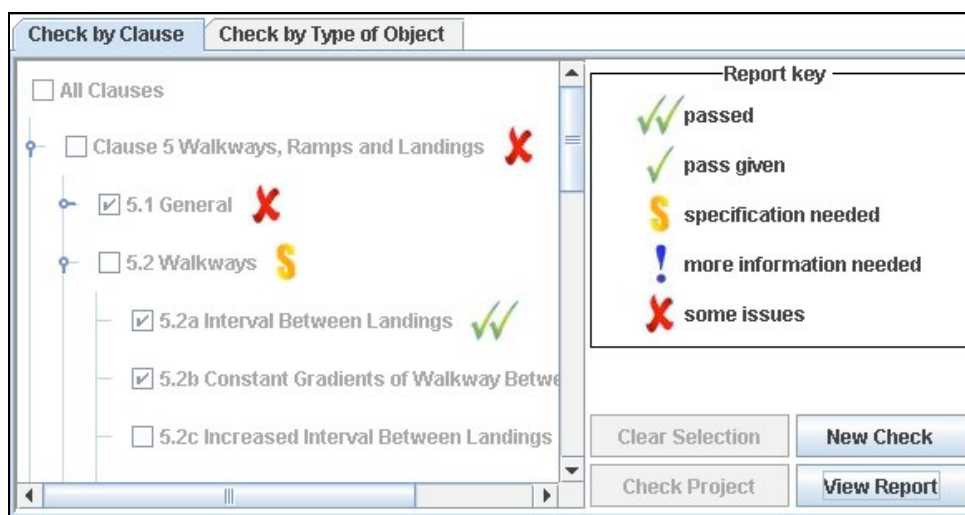 Check by Clause
Check by Type of Object
All Clauses
Clause 5 Walkways, Ramps and Landings
5.1 General
5.2 Walkways
5.2a Interval Between Landings
5.2b Constant Gradients of Walkway Betwe
5.2c Increased Interval Between Landings
Report key
passed
pass given
S specification needed
! more information needed
some issues
Clear Selection
New Check
Check Project
View Report